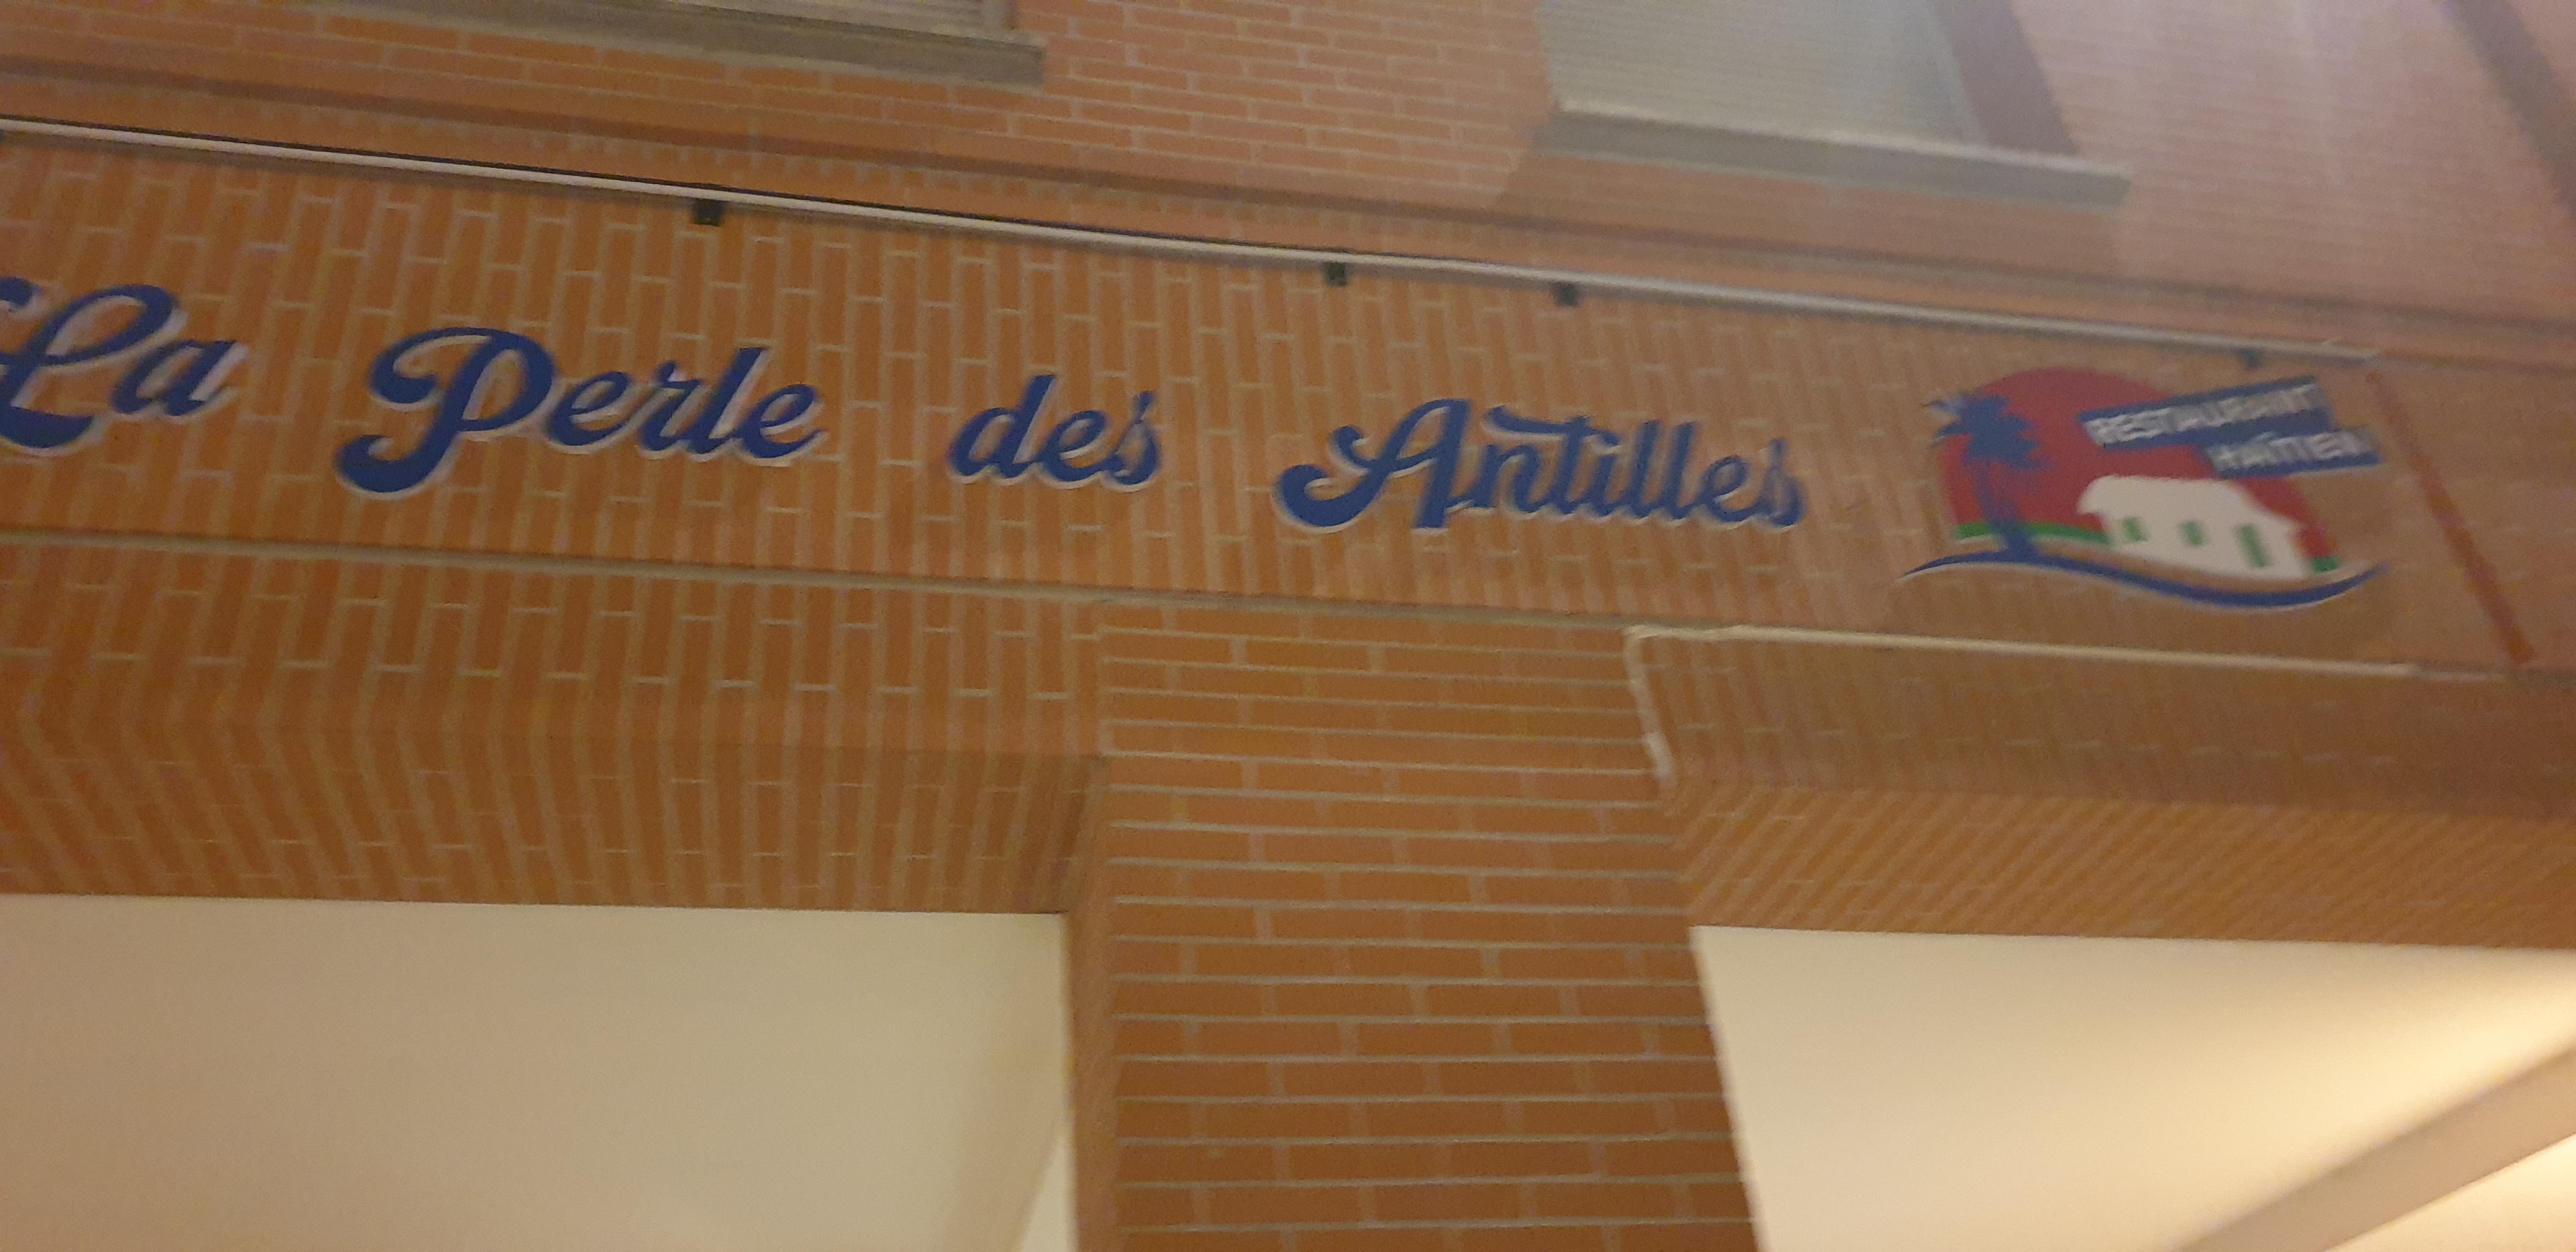 La Perle des Antilles
RESTAURANT
HAÏTIEN